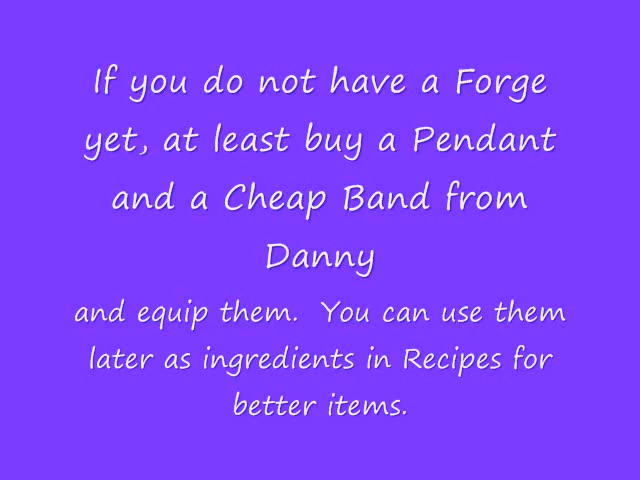 If you do not have a Forge
yet, at least buy a Pendant
and a Cheap Band from
Danny
and equip them.  You can use them
later as ingredients in Recipes for
better items.